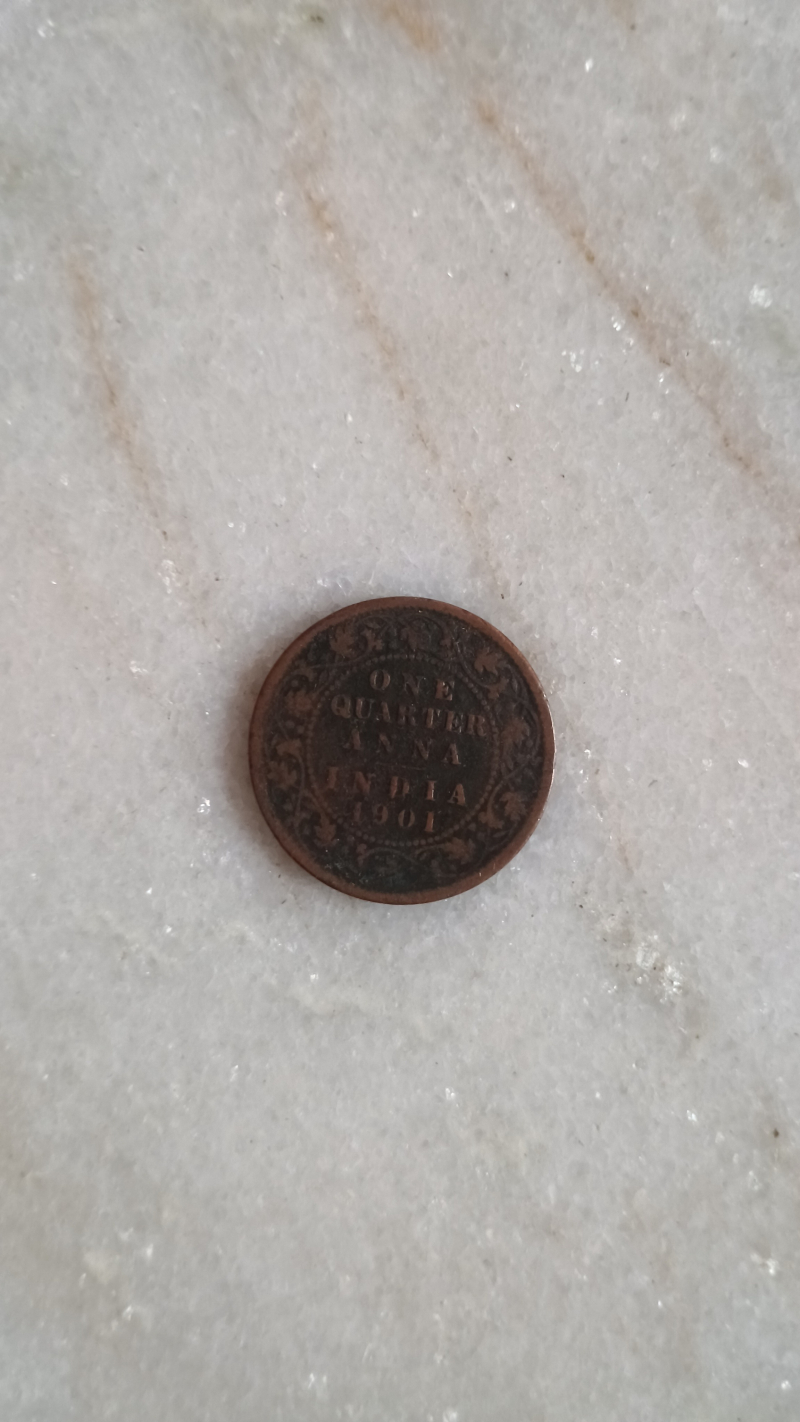 ONE
QUARTER
ANNA
INDIA
1901